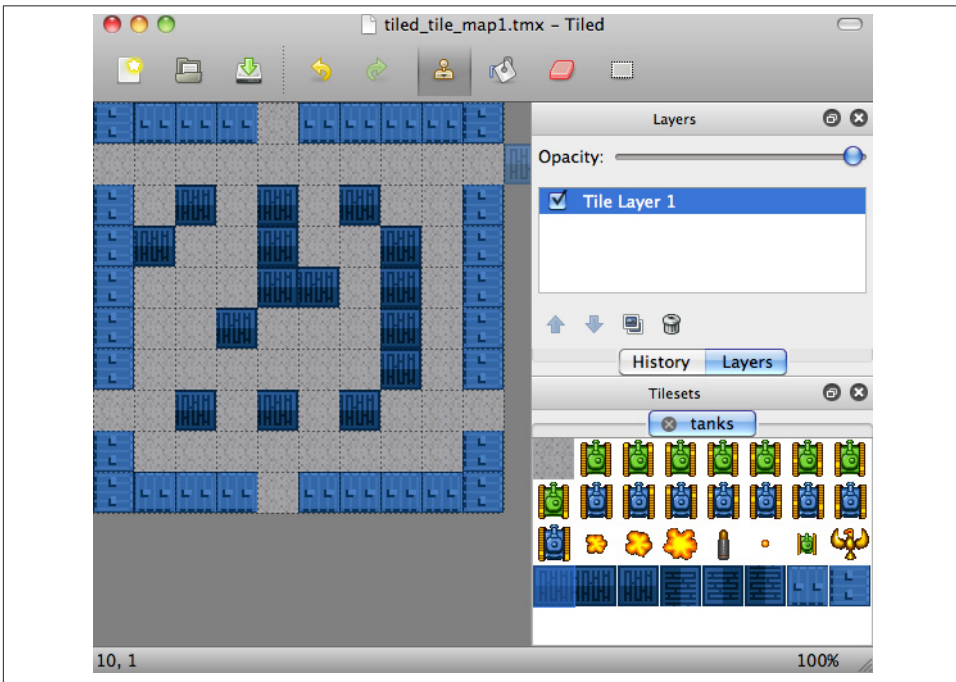 tiled_tile_map1.tmx – Tiled
Layers
Opacity:
Tile Layer 1
History
Layers
Tilesets
tanks
10, 1
100%